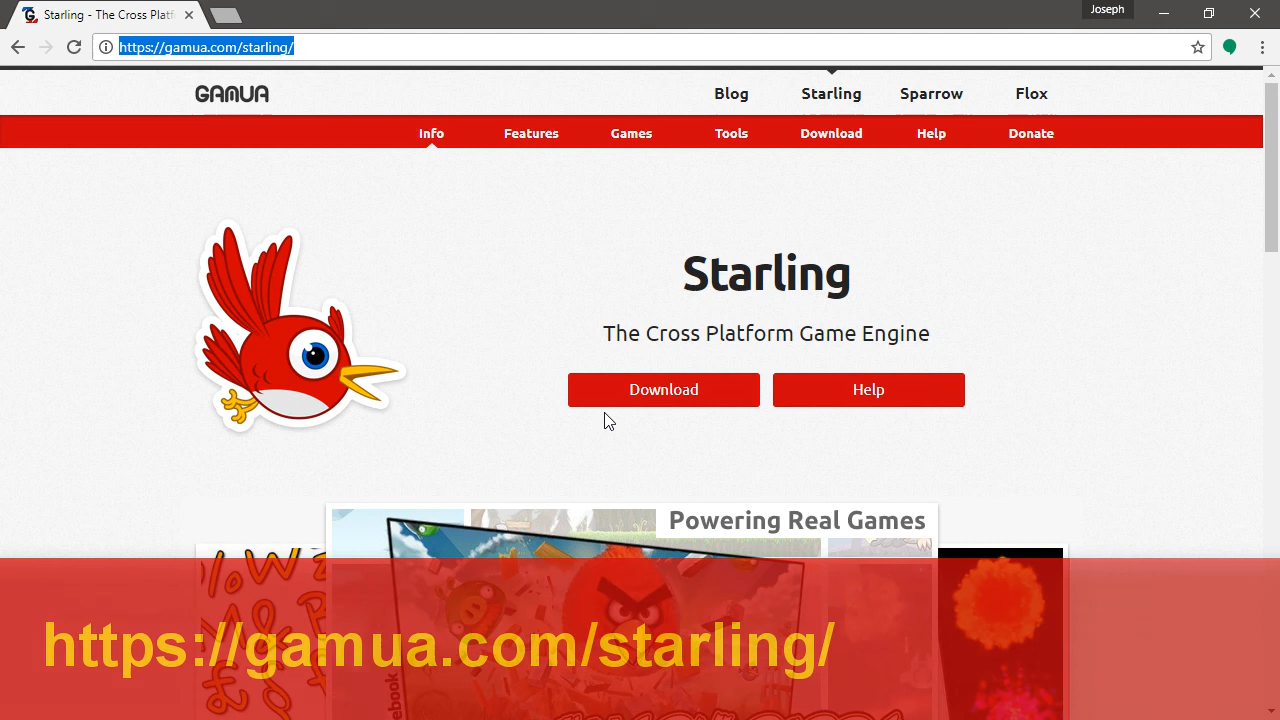 Starling - The Cross Platf
Joseph
https://gamua.com/starling/
GAMUA
Blog
Starling
Sparrow
Flox
Info
Features
Games
Tools
Download
Help
Donate
Starling
The Cross Platform Game Engine
Download
Help
Powering Real Games
https://gamua.com/starling/